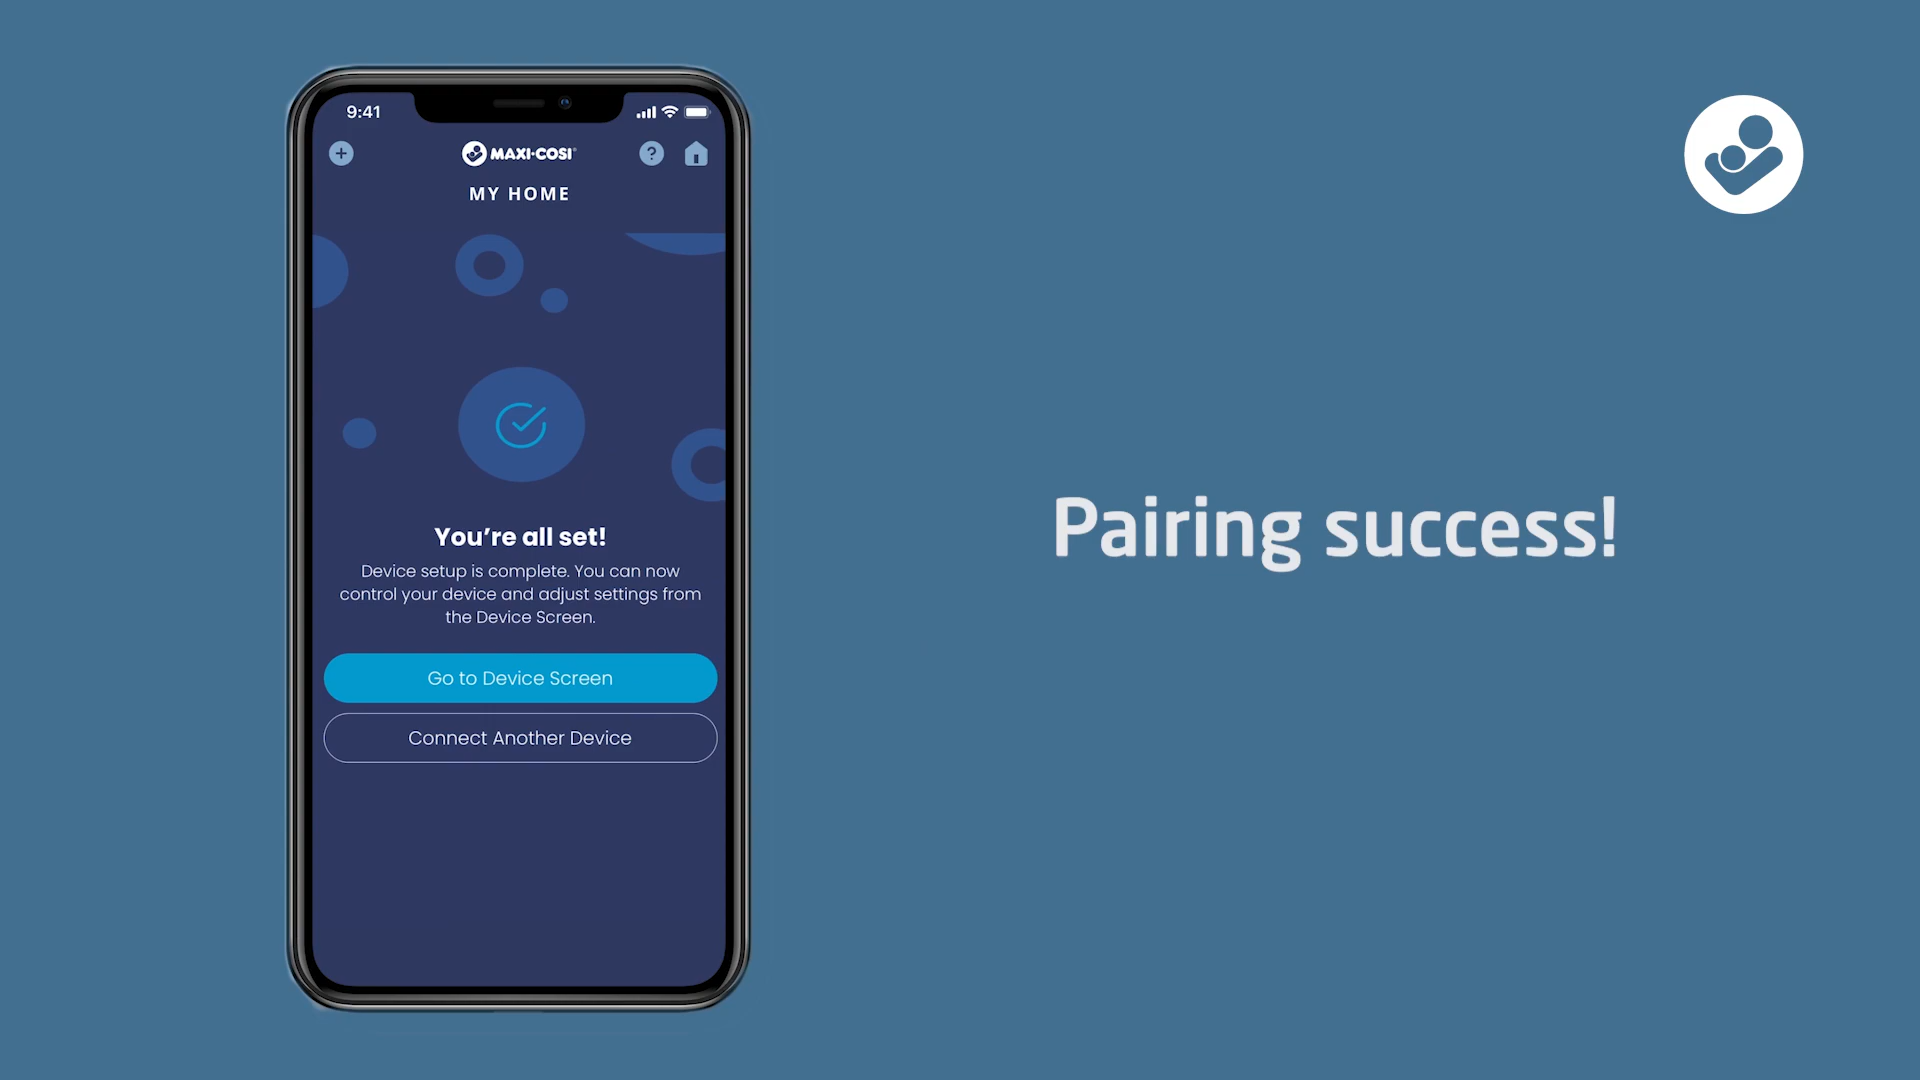 9:41
MAXI·COSI®
?
MY HOME
You're all set!
Device setup is complete. You can now
control your device and adjust settings from
the Device Screen.
Go to Device Screen
Connect Another Device
Pairing success!